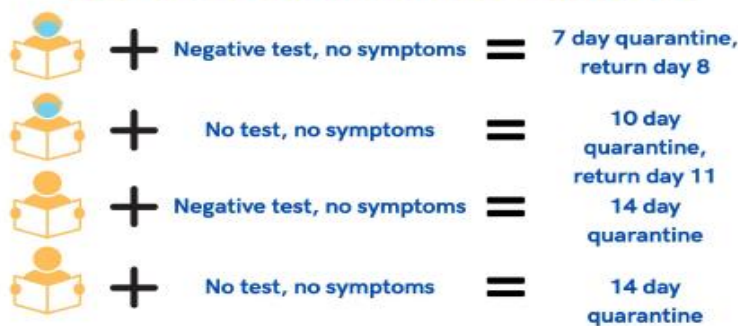 Negative test, no symptoms
7 day quarantine,
return day 8
No test, no symptoms
10 day
quarantine,
return day 11
Negative test, no symptoms
14 day
quarantine
No test, no symptoms
14 day
quarantine